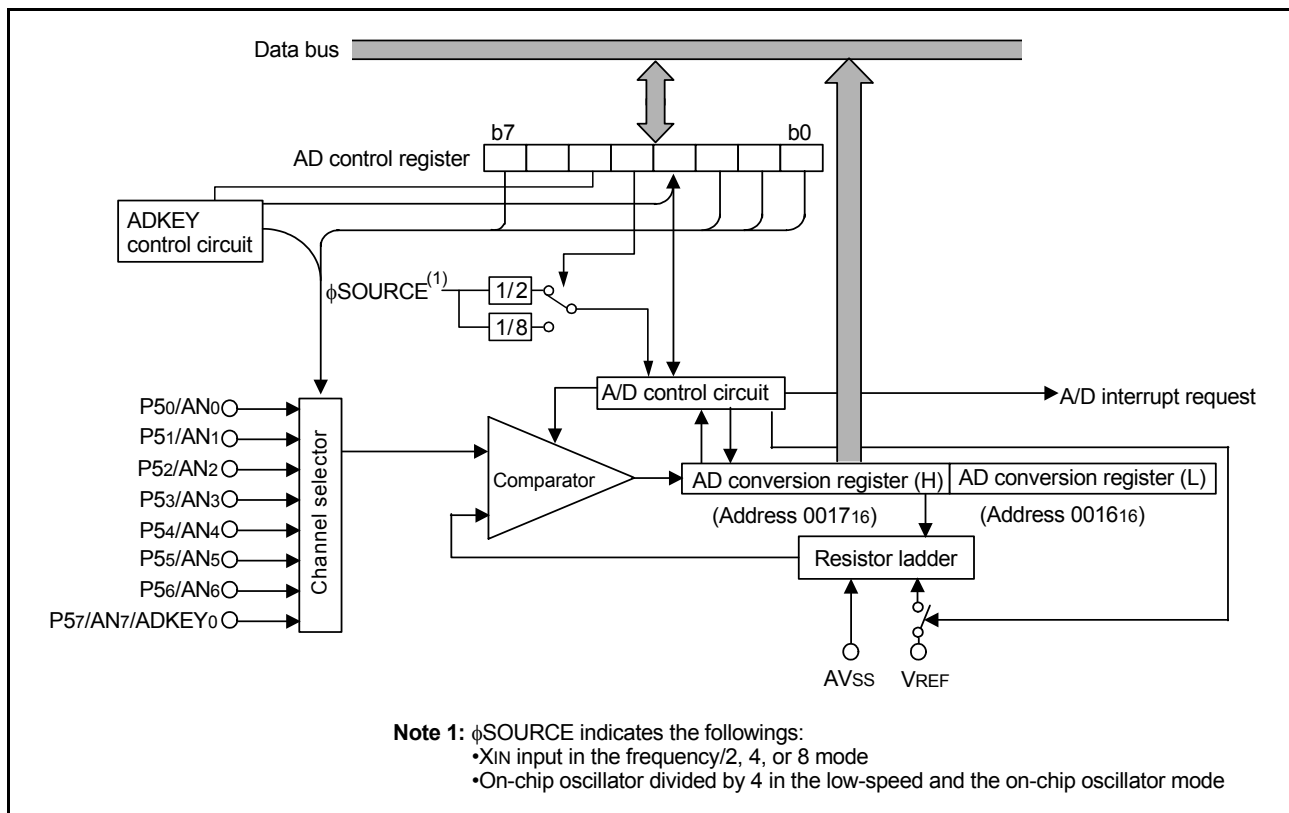 Data bus
b7 b0
AD control register
ADKEY
control circuit
ϕSOURCE(1)
1/2
1/8
A/D control circuit
A/D interrupt request
P50/AN0
P51/AN1
P52/AN2
P53/AN3
P54/AN4
P55/AN5
P56/AN6
P57/AN7/ADKEY0
Channel selector
Comparator
AD conversion register (H) AD conversion register (L)
(Address 001716) (Address 001616)
Resistor ladder
AVSS VREF
Note 1: ϕSOURCE indicates the followings:
•XIN input in the frequency/2, 4, or 8 mode
•On-chip oscillator divided by 4 in the low-speed and the on-chip oscillator mode